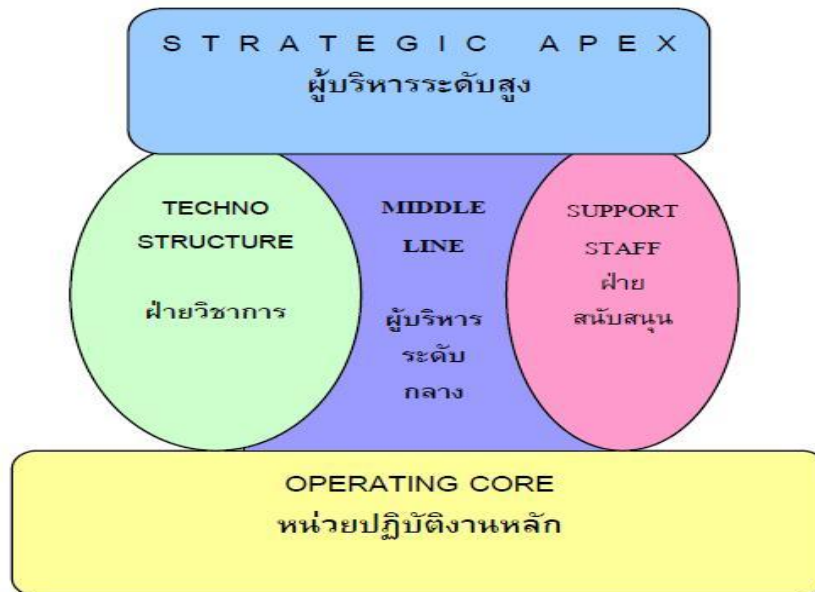 STRATEGIC APEX
ผู้บริหารระดับสูง
TECHNO
STRUCTURE
ฝ่ายวิชาการ
MIDDLE
LINE
ผู้บริหาร
ระดับ
กลาง
SUPPORT
STAFF
ฝ่าย
สนับสนุน
OPERATING CORE
หน่วยปฏิบัติงานหลัก